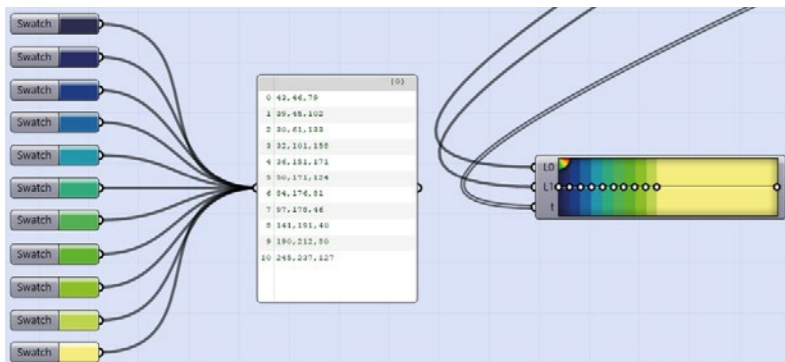 Swatch
Swatch
Swatch
Swatch
Swatch
Swatch
Swatch
Swatch
Swatch
Swatch
Swatch
{0}
0 43,46,79
1 39,45,102
2 30,61,133
3 32,101,158
4 36,151,171
5 50,171,124
6 84,176,81
7 97,178,46
8 141,191,40
9 190,212,80
10 245,237,127
L0
L1
t